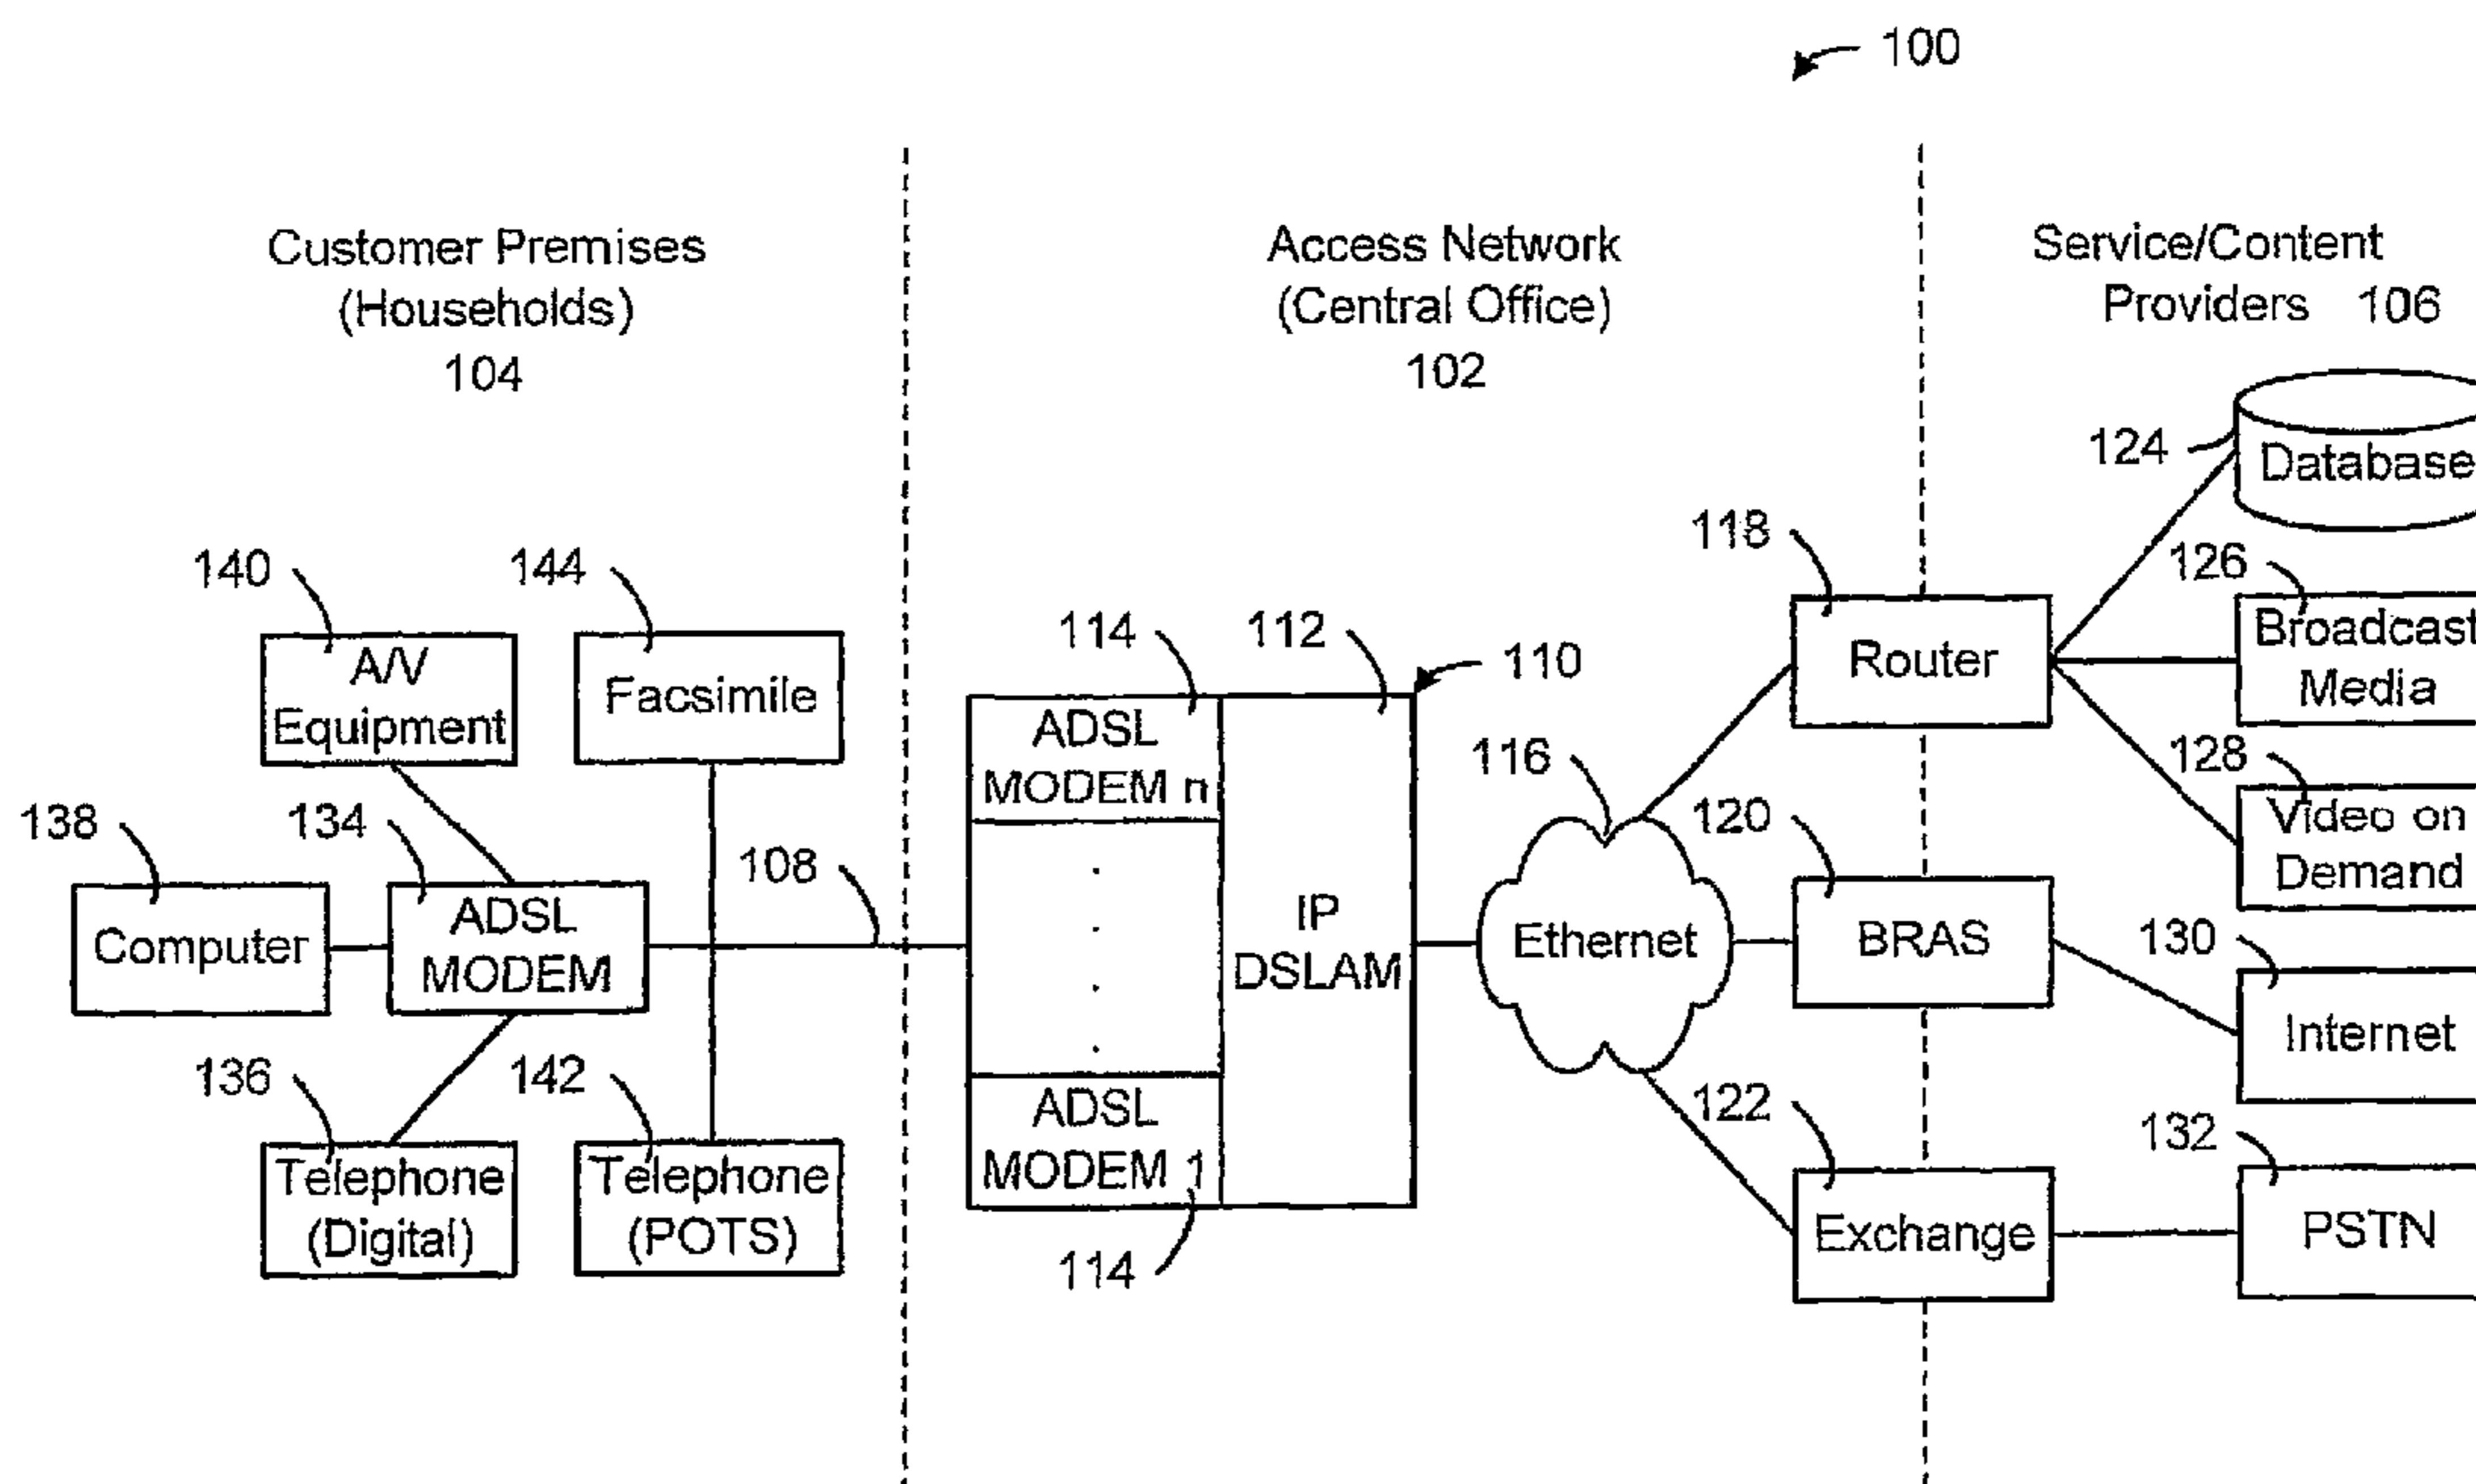 100
Customer Premises
(Households)
104
Access Network
(Central Office)
102
Service/Content
Providers 106
124
Database
118
126
Broadcast
Media
Router
128
Video on
Demand
140
144
A/V
Equipment
Facsimile
114
112
110
ADSL
MODEM n
116
120
138
134
108
Computer
ADSL
MODEM
IP
DSLAM
Ethernet
BRAS
130
Internet
136
142
Telephone
(Digital)
Telephone
(POTS)
ADSL
MODEM 1
114
122
Exchange
132
PSTN